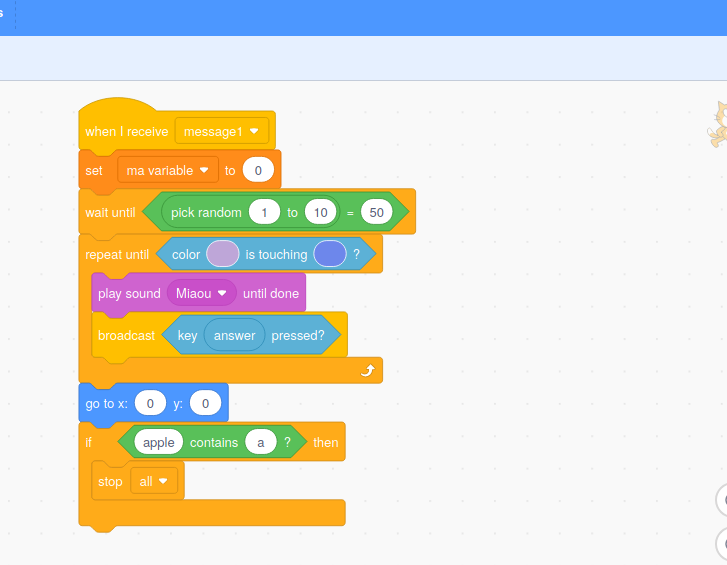 s
when I receive message1
set ma variable to 0
wait until pick random 1 to 10 = 50
repeat until color is touching ?
play sound Miaou until done
broadcast key answer pressed?
go to x: 0 y: 0
if apple contains a ? then
stop all